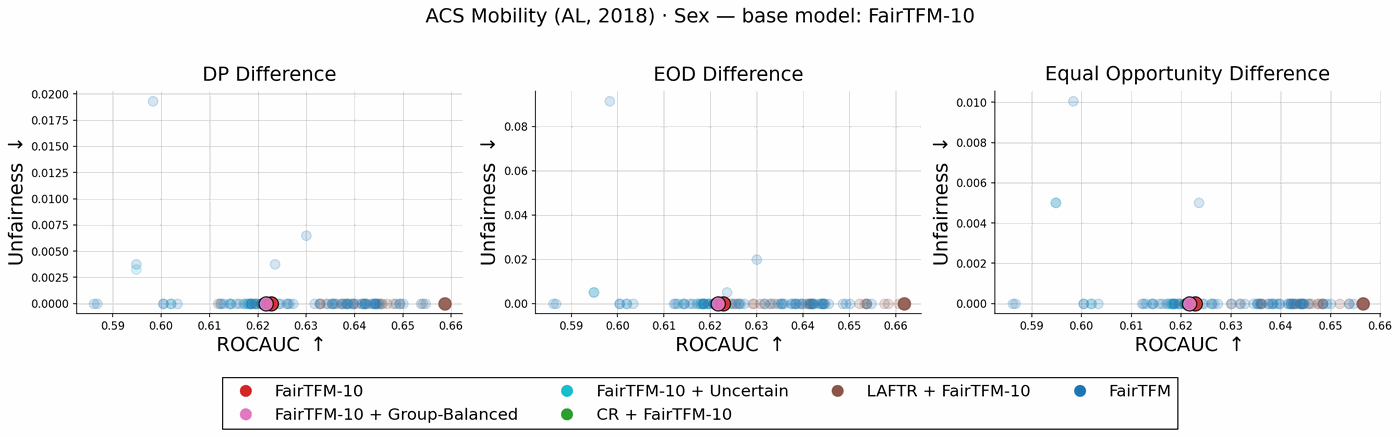 ACS Mobility (AL, 2018) · Sex — base model: FairTFM-10
DP Difference
EOD Difference
Equal Opportunity Difference
Unfairness ↓
0.0200
0.0175
0.0150
0.0125
0.0100
0.0075
0.0050
0.0025
0.0000
0.59 0.60 0.61 0.62 0.63 0.64 0.65 0.66
ROCAUC ↑
Unfairness ↓
0.08
0.06
0.04
0.02
0.00
0.59 0.60 0.61 0.62 0.63 0.64 0.65 0.66
ROCAUC ↑
Unfairness ↓
0.010
0.008
0.006
0.004
0.002
0.000
0.59 0.60 0.61 0.62 0.63 0.64 0.65 0.66
ROCAUC ↑
FairTFM-10
FairTFM-10 + Uncertain
LAFTR + FairTFM-10
FairTFM
FairTFM-10 + Group-Balanced
CR + FairTFM-10